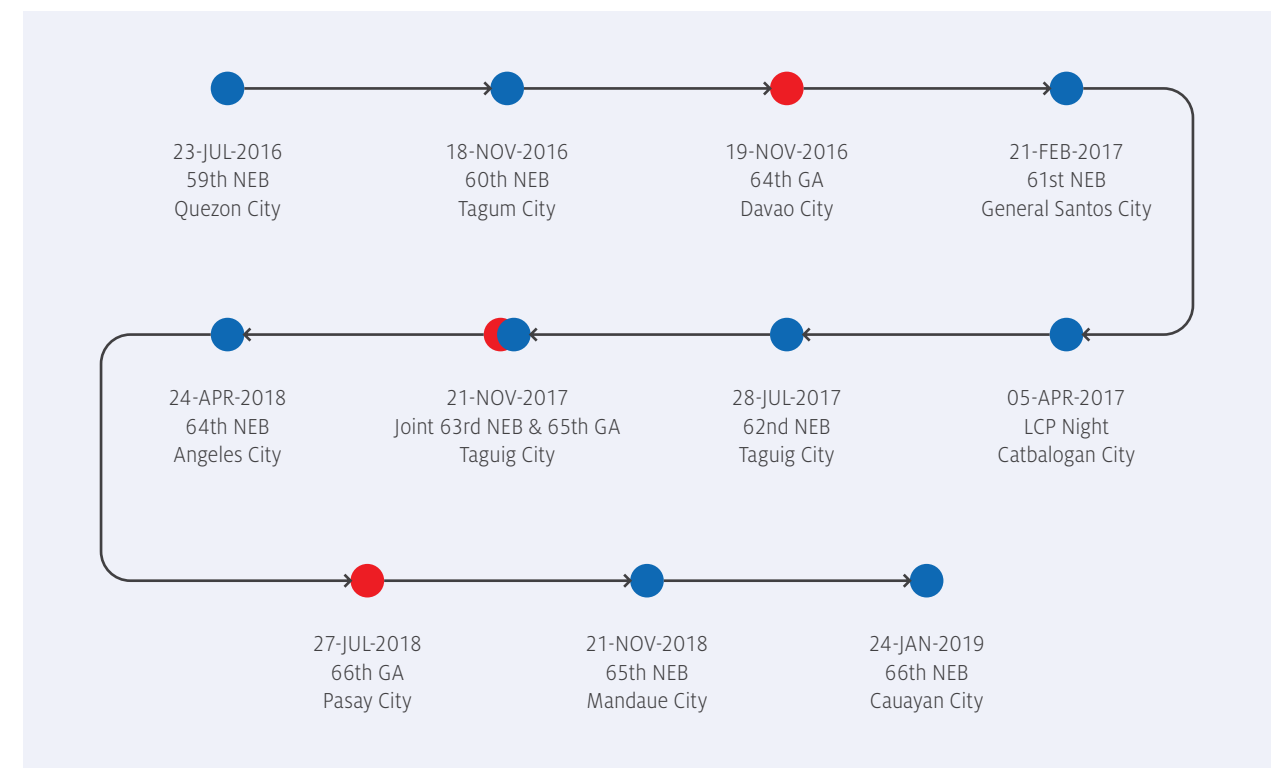 23-JUL-2016
59th NEB
Quezon City
18-NOV-2016
60th NEB
Tagum City
19-NOV-2016
64th GA
Davao City
21-FEB-2017
61st NEB
General Santos City
05-APR-2017
LCP Night
Catbalogan City
28-JUL-2017
62nd NEB
Taguig City
21-NOV-2017
Joint 63rd NEB & 65th GA
Taguig City
24-APR-2018
64th NEB
Angeles City
27-JUL-2018
66th GA
Pasay City
21-NOV-2018
65th NEB
Mandaue City
24-JAN-2019
66th NEB
Cauayan City